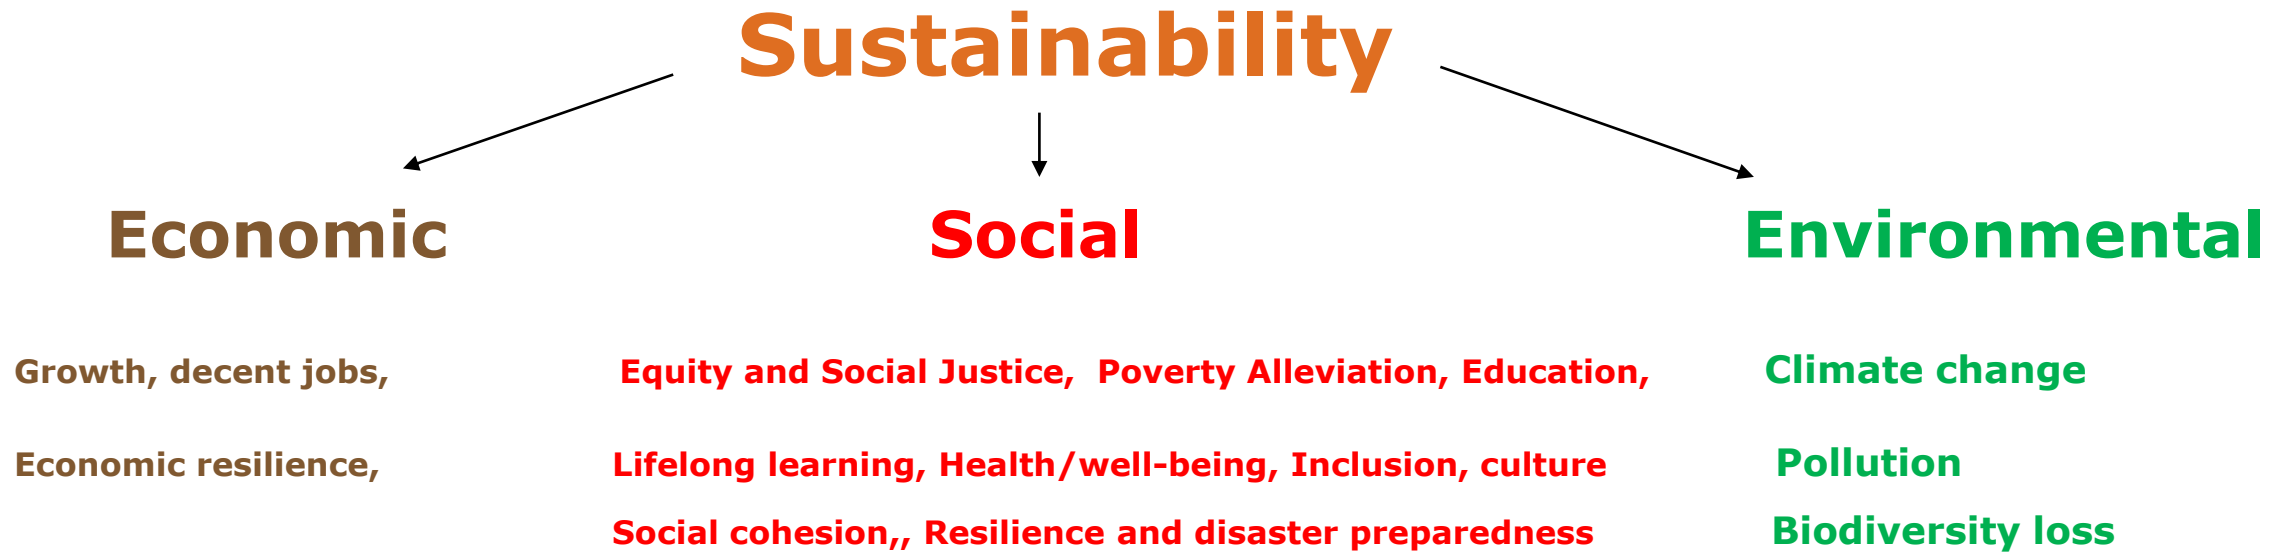 Sustainability
Economic Social Environmental
Growth, decent jobs, Equity and Social Justice, Poverty Alleviation, Education, Climate change
Economic resilience, Lifelong learning, Health/well-being, Inclusion, culture Pollution
Social cohesion,, Resilience and disaster preparedness Biodiversity loss